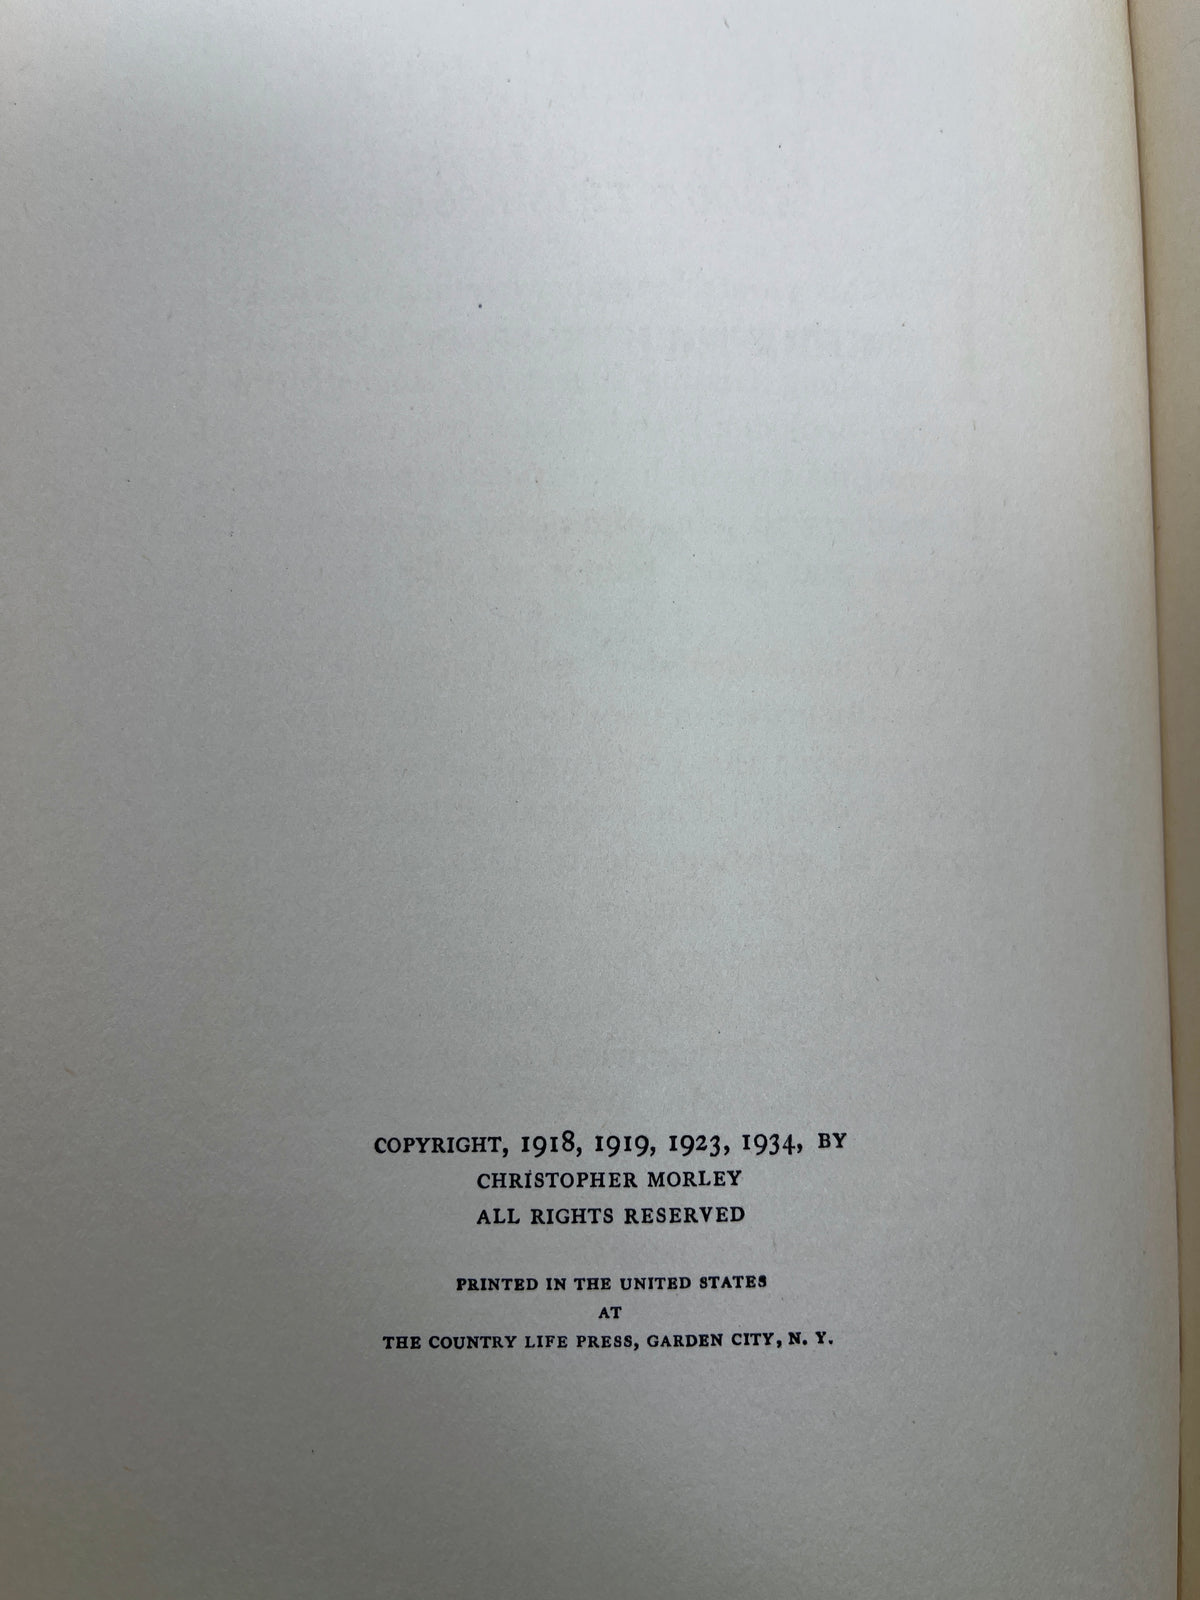 COPYRIGHT, 1918, 1919, 1923, 1934, BY
CHRISTOPHER MORLEY
ALL RIGHTS RESERVED
PRINTED IN THE UNITED STATES
AT
THE COUNTRY LIFE PRESS, GARDEN CITY, N. Y.